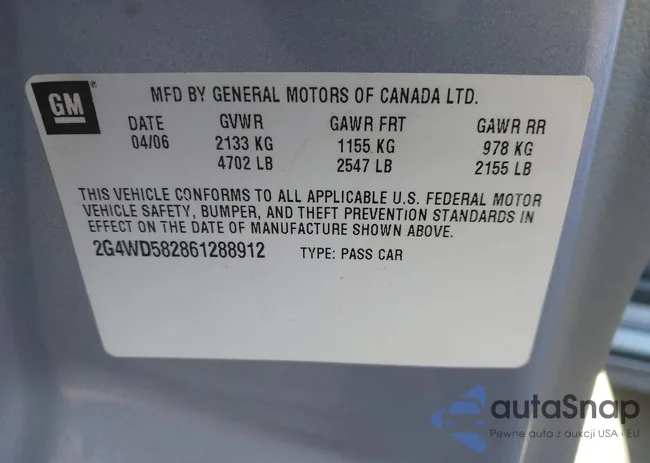 GM
MFD BY GENERAL MOTORS OF CANADA LTD.
DATE GVWR GAWR FRT GAWR RR
04/06 2133 KG 1155 KG 978 KG
4702 LB 2547 LB 2155 LB
THIS VEHICLE CONFORMS TO ALL APPLICABLE U.S. FEDERAL MOTOR
VEHICLE SAFETY, BUMPER, AND THEFT PREVENTION STANDARDS IN
EFFECT ON THE DATE OF MANUFACTURE SHOWN ABOVE.
2G4WD582861288912 TYPE: PASS CAR
autaSnap
Pewne auta z aukcji USA i EU